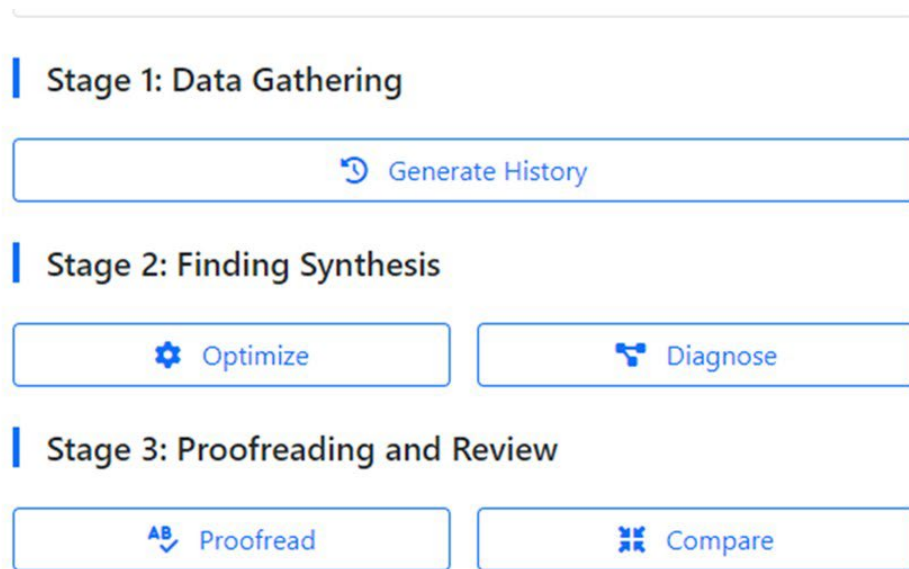 Stage 1: Data Gathering
Generate History
Stage 2: Finding Synthesis
Optimize Diagnose
Stage 3: Proofreading and Review
AB Proofread Compare